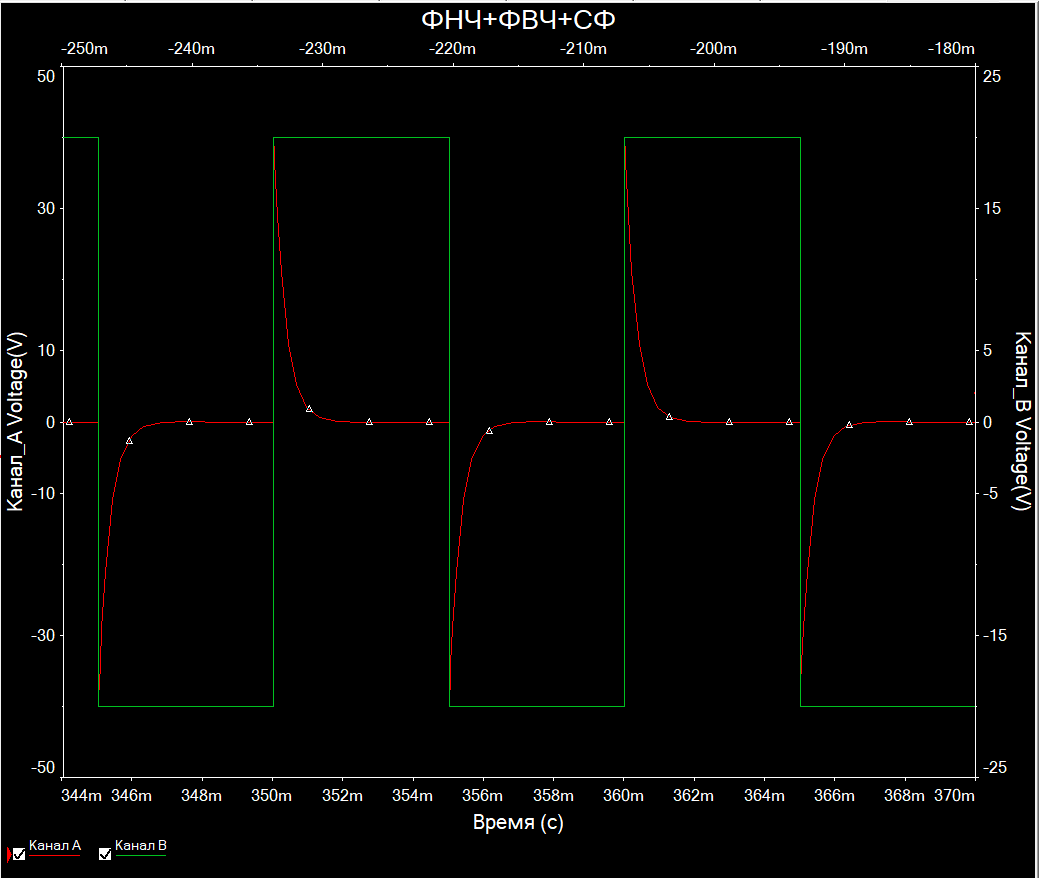 ФНЧ+ФВЧ+СФ
-250m -240m -230m -220m -210m -200m -190m -180m
50 25
30 15
10 5
0 0
-10 -5
-30 -15
-50 -25
Канал_A Voltage(V)
Канал_B Voltage(V)
344m 346m 348m 350m 352m 354m 356m 358m 360m 362m 364m 366m 368m 370m
Время (с)
Канал А Канал В